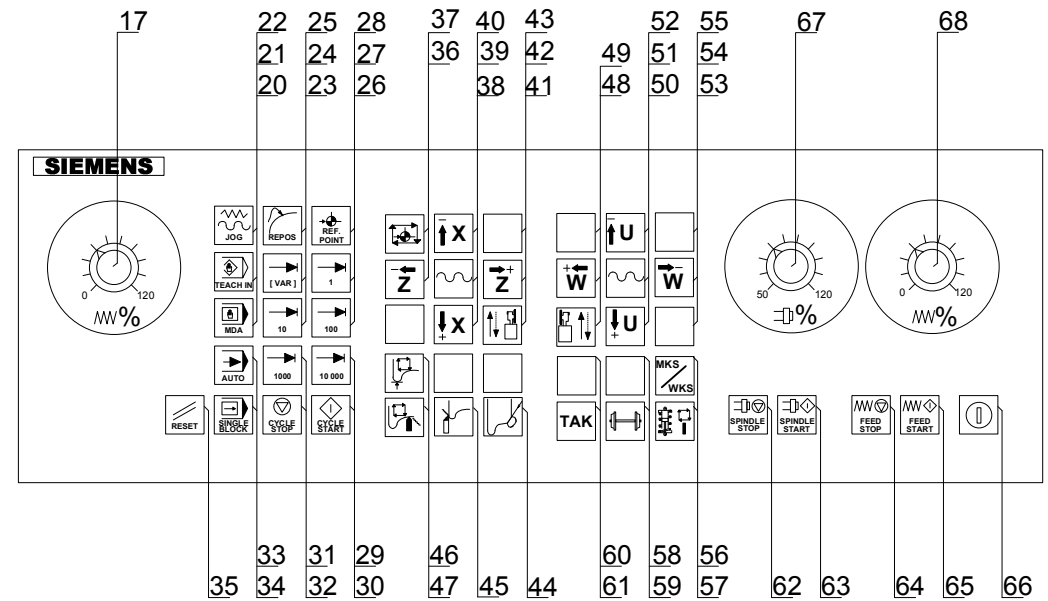 17 22 25 28 37 40 43 52 55 67 68
21 24 27 36 39 42 49 51 54
20 23 26 38 41 48 50 53
SIEMENS
JOG REPOS REF. POINT
- X
- U
TEACH IN [ VAR ] 1
- Z
Z +
+ W
W -
0 120
50 120
0 120
%
%
%
MDA 10 100
+ X
+ U
AUTO 1000 10 000
MKS
WKS
RESET
SINGLE BLOCK
CYCLE STOP
CYCLE START
TAK
SPINDLE STOP
SPINDLE START
FEED STOP
FEED START
33 31 29 46 60 58 56
35 34 32 30 47 45 44 61 59 57 62 63 64 65 66